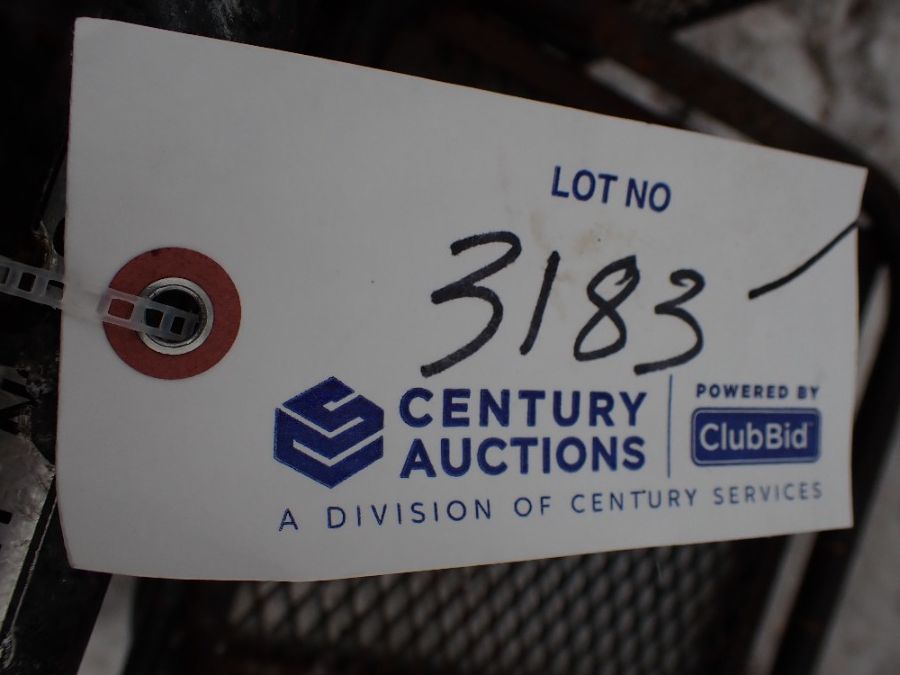 LOT NO
3183
CENTURY
AUCTIONS
POWERED BY
ClubBid
A DIVISION OF CENTURY SERVICES